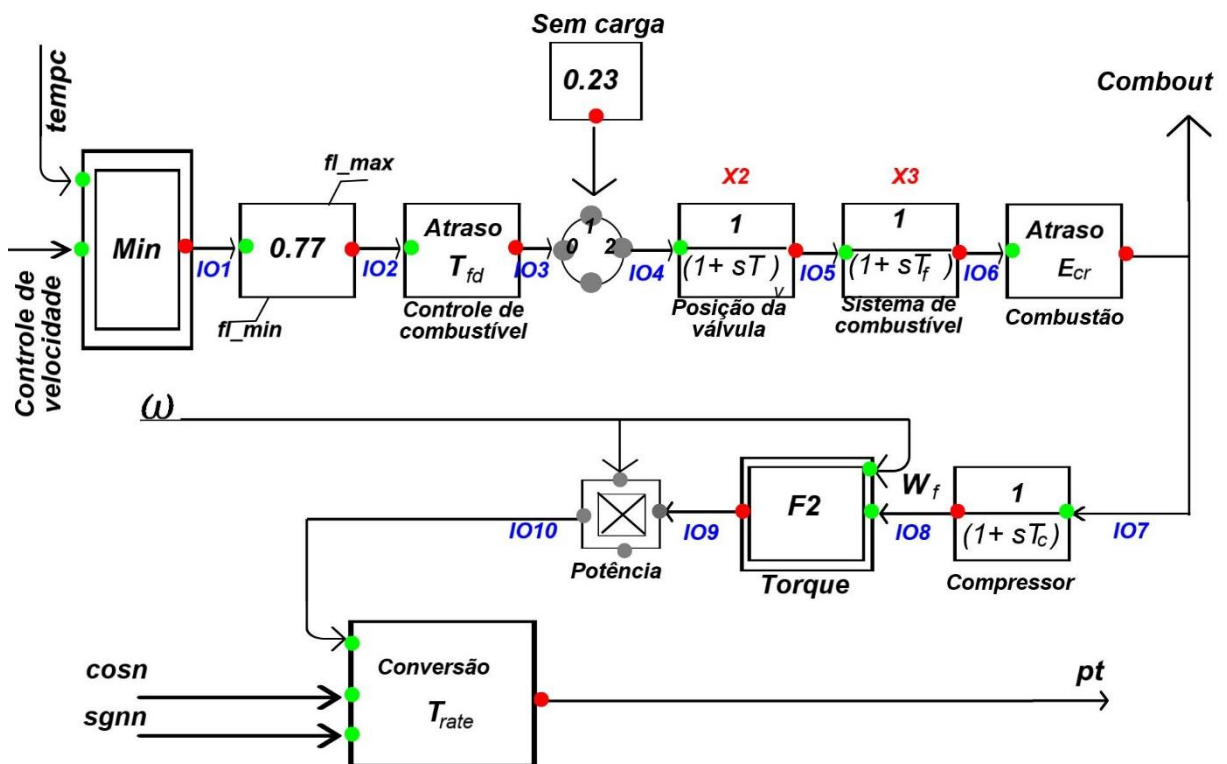 Sem carga
0.23
Combout
tempc
fl_max
X2
X3
Min
0.77
Atraso
T_fd
0
1
2
1
(1+ sT)
v
1
(1+ sT_f)
Atraso
E_cr
IO1
IO2
IO3
IO4
IO5
IO6
fl_min
Controle de
combustível
Posição da
válvula
Sistema de
combustível
Combustão
Controle de
velocidade
ω
F2
W_f
1
(1+ sT_c)
IO10
IO9
IO8
IO7
Potência
Torque
Compressor
Conversão
T_rate
cosn
sgnn
pt